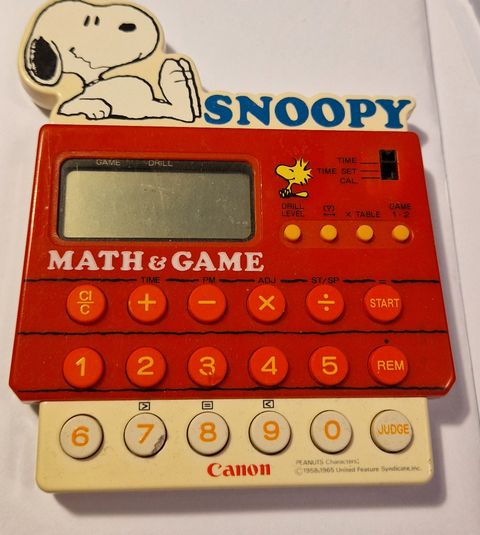 SNOOPY
GAME DRILL
TIME
TIME SET
CAL.
DRILL LEVEL × TABLE GAME 1·2
MATH & GAME
TIME PM ADJ ST/SP =
CI/C + − × ÷ START
1 2 3 4 5 REM
> = <
6 7 8 9 0 JUDGE
Canon
PEANUTS Characters:
©1958,1965 United Feature Syndicate, Inc.